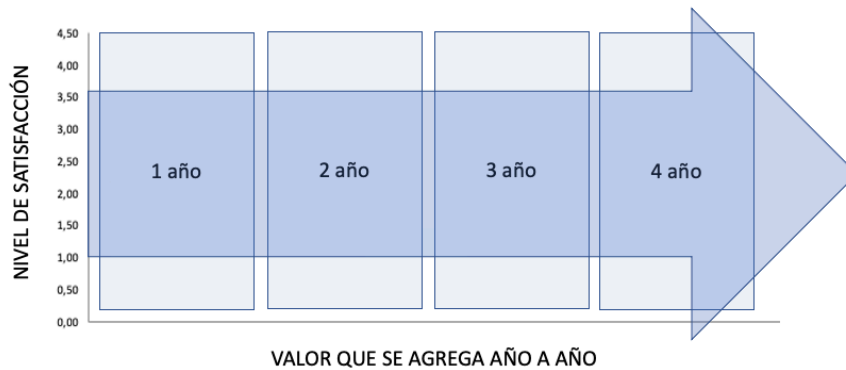 NIVEL DE SATISFACCIÓN
4,50
4,00
3,50
3,00
2,50
2,00
1,50
1,00
0,50
0,00
1 año
2 año
3 año
4 año
VALOR QUE SE AGREGA AÑO A AÑO